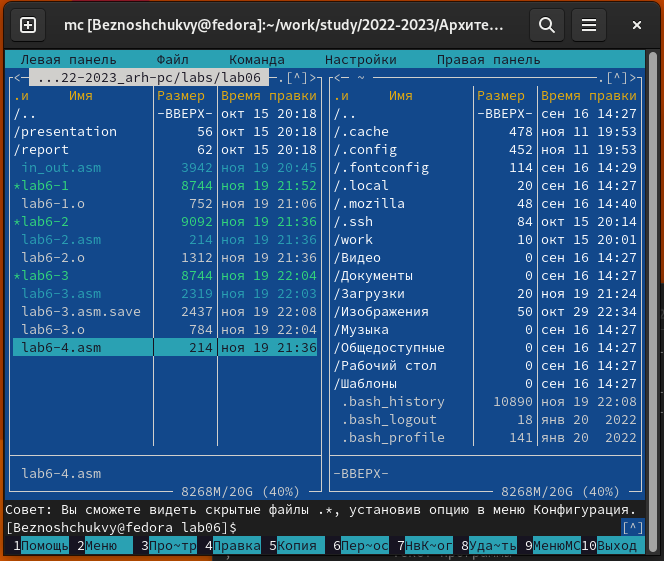 mc [Beznoshchukvy@fedora]:~/work/study/2022-2023/Архите…
Левая панель Файл Команда Настройки Правая панель
<─ …22-2023_arh-pc/labs/lab06 ─.[^]>
.и Имя Размер Время правки
/.. -ВВЕРХ- окт 15 20:18
/presentation 56 окт 15 20:18
/report 62 окт 15 20:18
in_out.asm 3942 ноя 19 20:45
*lab6-1 8744 ноя 19 21:52
lab6-1.o 752 ноя 19 21:06
*lab6-2 9092 ноя 19 21:36
lab6-2.asm 214 ноя 19 21:36
lab6-2.o 1312 ноя 19 21:36
*lab6-3 8744 ноя 19 22:04
lab6-3.asm 2319 ноя 19 22:03
lab6-3.asm.save 2437 ноя 19 22:08
lab6-3.o 784 ноя 19 22:04
lab6-4.asm 214 ноя 19 21:36
lab6-4.asm
8268M/20G (40%)
<─ ~ ─.[^]>
.и Имя Размер Время правки
/.. -ВВЕРХ- сен 16 14:27
/.cache 478 ноя 11 19:53
/.config 452 ноя 11 19:53
/.fontconfig 114 сен 16 14:29
/.local 20 сен 16 14:27
/.mozilla 48 сен 16 14:40
/.ssh 84 окт 15 20:14
/work 10 окт 15 20:01
/Видео 0 сен 16 14:27
/Документы 0 сен 16 14:27
/Загрузки 20 ноя 19 21:24
/Изображения 50 окт 29 22:34
/Музыка 0 сен 16 14:27
/Общедоступные 0 сен 16 14:27
/Рабочий стол 0 сен 16 14:27
/Шаблоны 0 сен 16 14:27
.bash_history 10890 ноя 19 22:08
.bash_logout 18 янв 20 2022
.bash_profile 141 янв 20 2022
-ВВЕРХ-
8268M/20G (40%)
Совет: Вы сможете видеть скрытые файлы .*, установив опцию в меню Конфигурация.
[Beznoshchukvy@fedora lab06]$ [^]
1Помощь 2Меню 3Про~тр 4Правка 5Копия 6Пер~ос 7НвК~ог 8Уда~ть 9МенюМС 10Выход